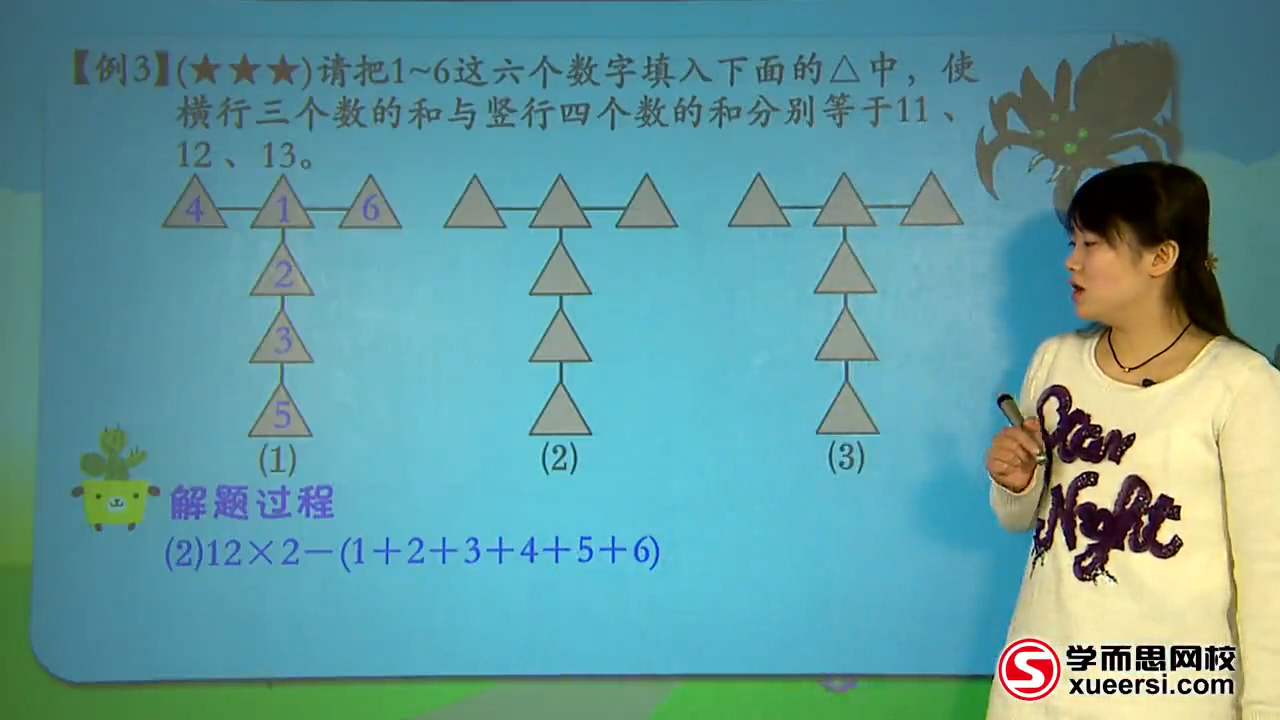 【例3】(★★★)请把1~6这六个数字填入下面的△中，使
横行三个数的和与竖行四个数的和分别等于11、
12、13。
4 1 6
2
3
5
(1) (2) (3)
解题过程
(2)12×2－(1＋2＋3＋4＋5＋6)
Star
Night
学而思网校
xueersi.com